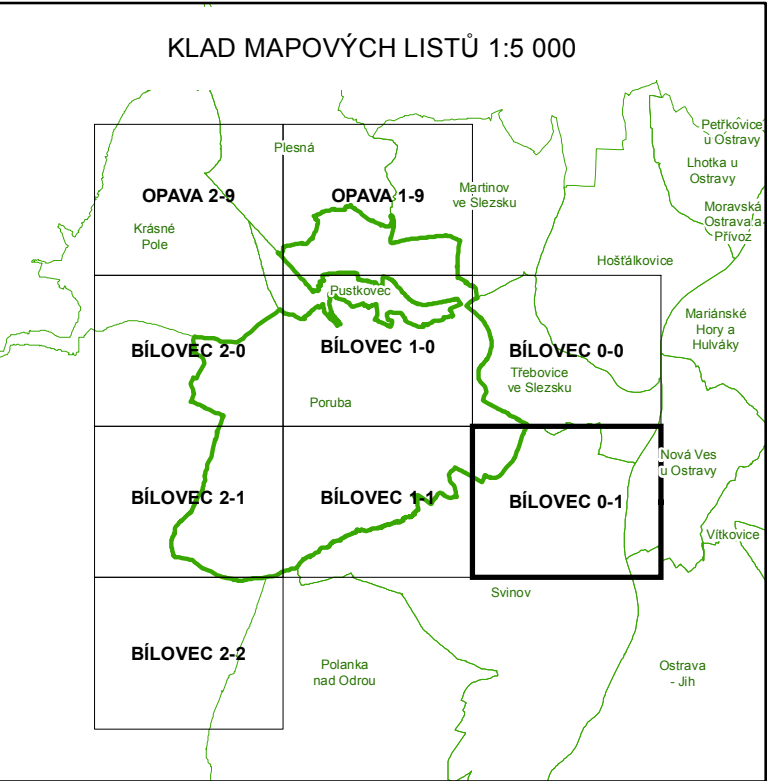 KLAD MAPOVÝCH LISTŮ 1:5 000
Petřkovice
u Ostravy
Plesná
Lhotka u
Ostravy
OPAVA 2-9
OPAVA 1-9
Martinov
ve Slezsku
Moravská
Ostrava a
Přívoz
Krásné
Pole
Hošťálkovice
Pustkovec
Mariánské
Hory a
Hulváky
BÍLOVEC 2-0
BÍLOVEC 1-0
BÍLOVEC 0-0
Třebovice
ve Slezsku
Poruba
Nová Ves
u Ostravy
BÍLOVEC 2-1
BÍLOVEC 1-1
BÍLOVEC 0-1
Vítkovice
Svinov
BÍLOVEC 2-2
Polanka
nad Odrou
Ostrava
- Jih